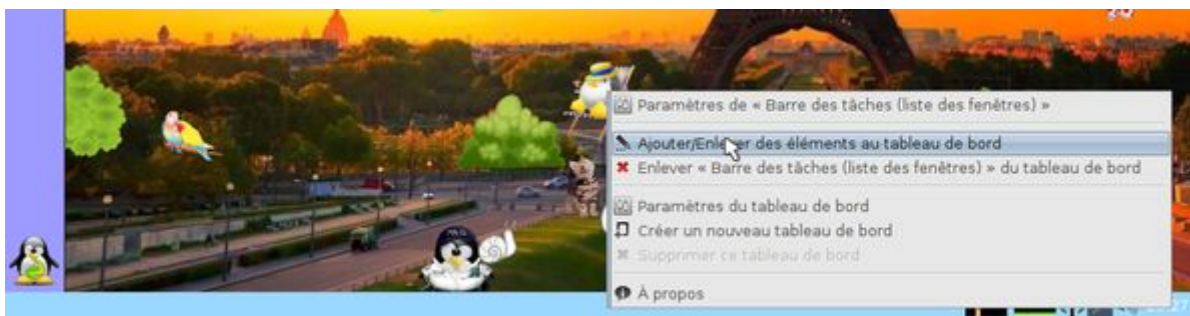 Paramètres de « Barre des tâches (liste des fenêtres) »
Ajouter/Enlever des éléments au tableau de bord
Enlever « Barre des tâches (liste des fenêtres) » du tableau de bord
Paramètres du tableau de bord
Créer un nouveau tableau de bord
Supprimer ce tableau de bord
À propos